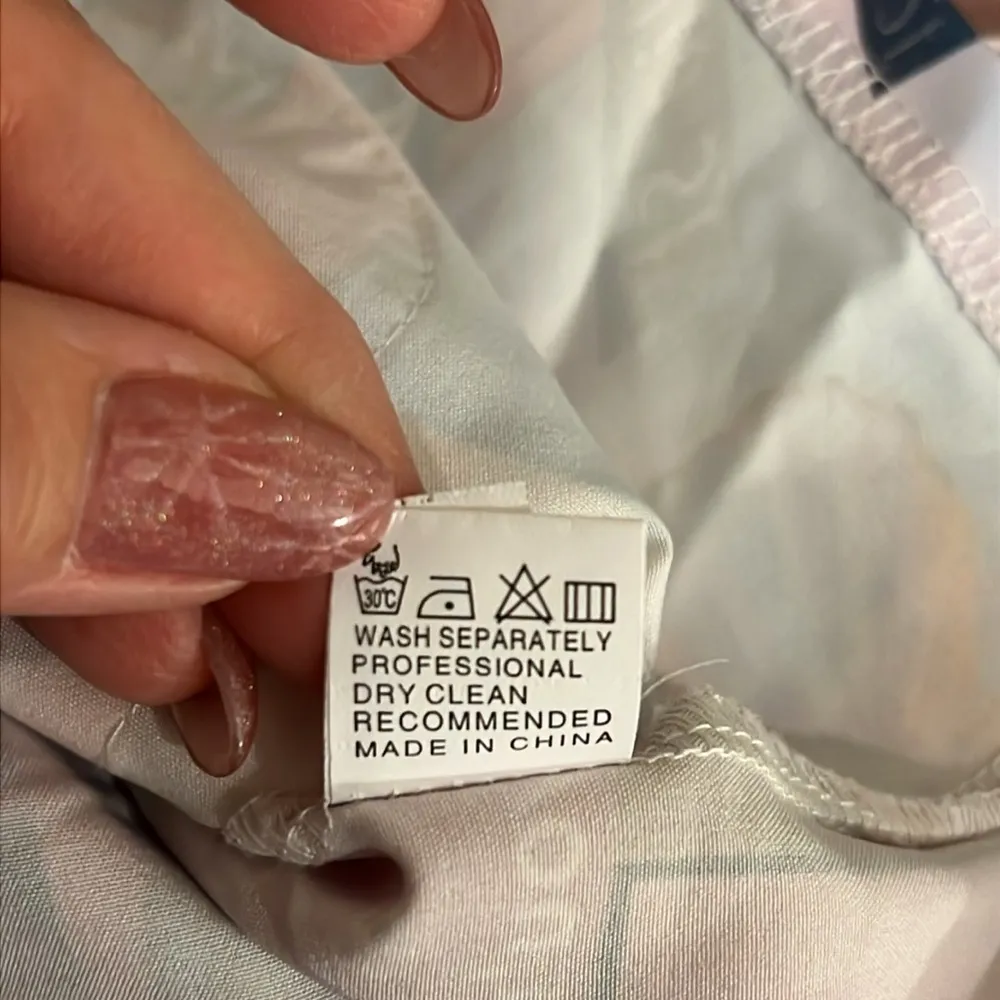 30°C
WASH SEPARATELY
PROFESSIONAL
DRY CLEAN
RECOMMENDED
MADE IN CHINA